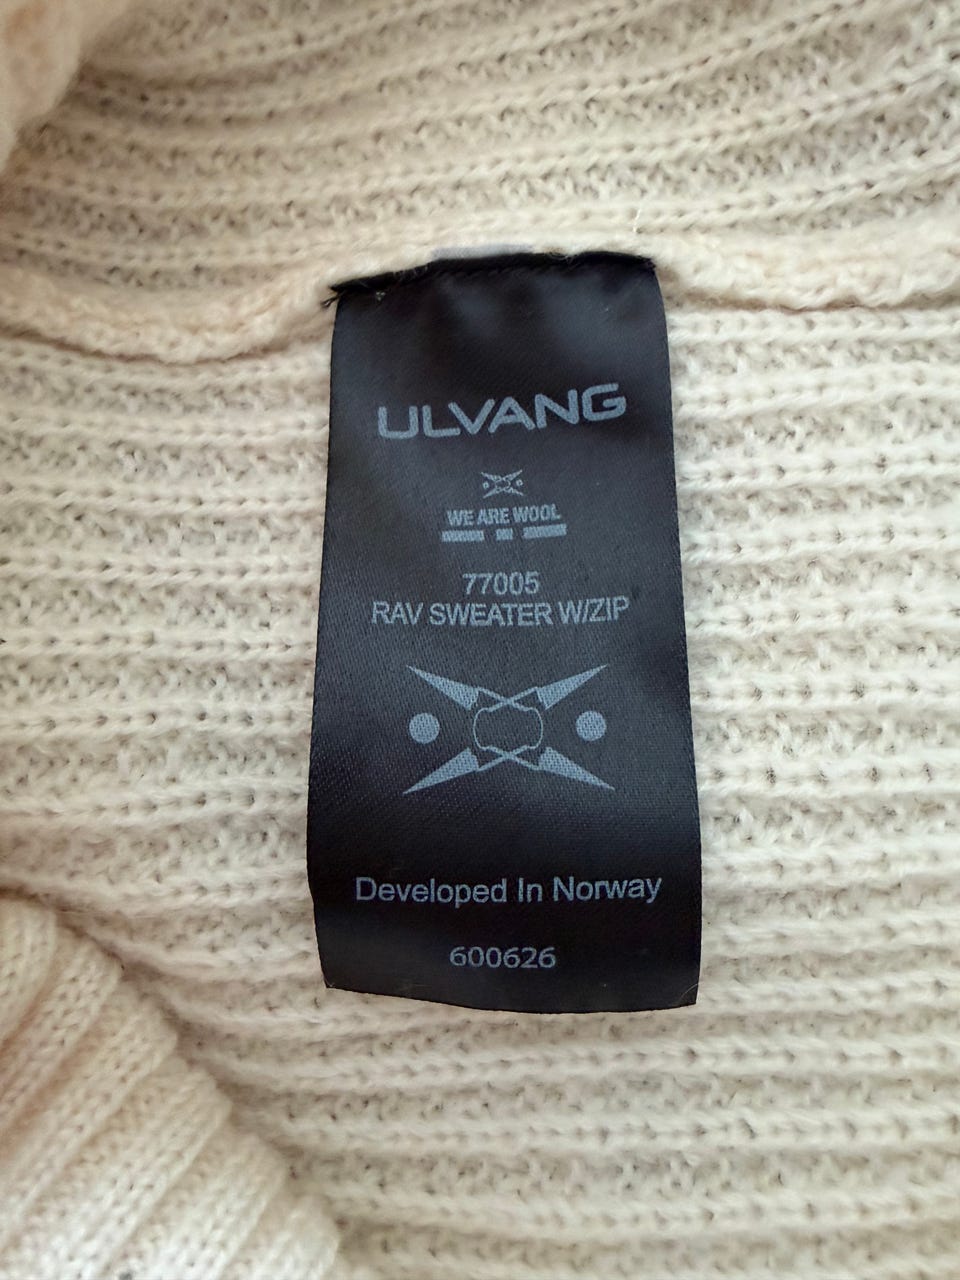 ULVANG
WE ARE WOOL
77005
RAV SWEATER W/ZIP
Developed In Norway
600626